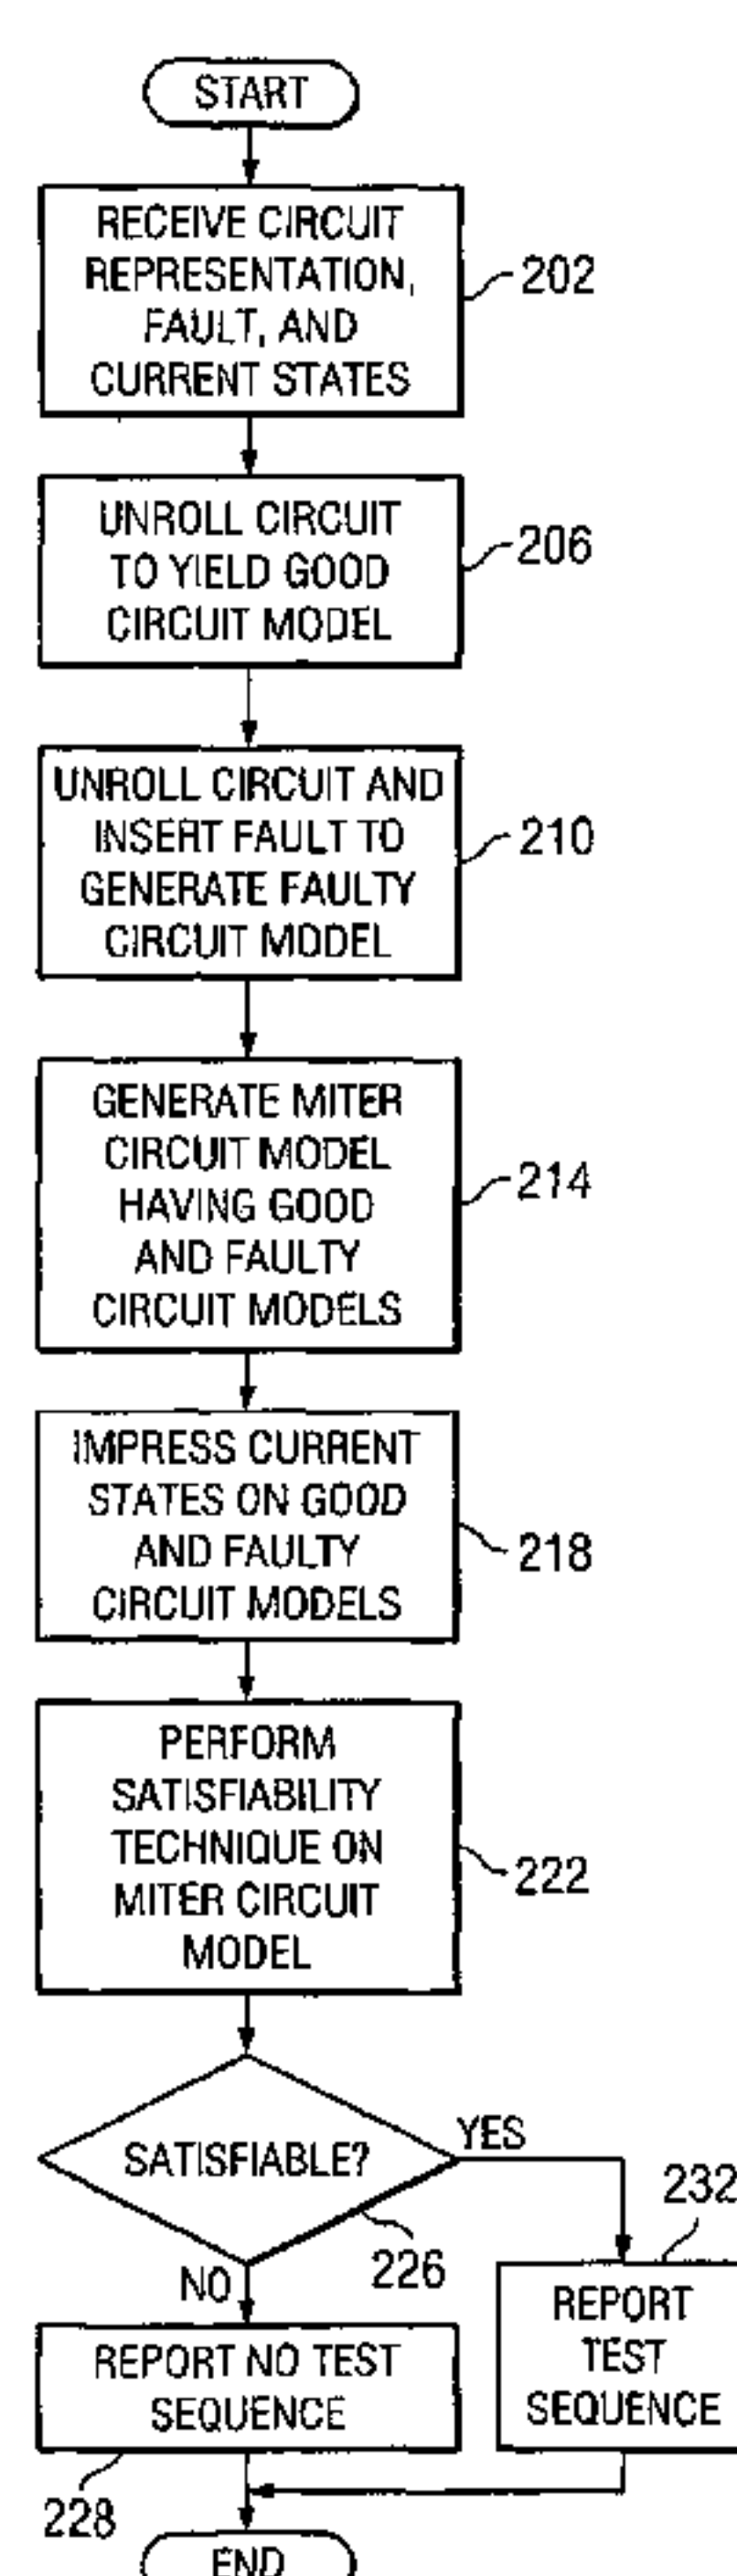 START
RECEIVE CIRCUIT
REPRESENTATION,
FAULT, AND
CURRENT STATES
202
UNROLL CIRCUIT
TO YIELD GOOD
CIRCUIT MODEL
206
UNROLL CIRCUIT AND
INSERT FAULT TO
GENERATE FAULTY
CIRCUIT MODEL
210
GENERATE MITER
CIRCUIT MODEL
HAVING GOOD
AND FAULTY
CIRCUIT MODELS
214
IMPRESS CURRENT
STATES ON GOOD
AND FAULTY
CIRCUIT MODELS
218
PERFORM
SATISFIABILITY
TECHNIQUE ON
MITER CIRCUIT
MODEL
222
SATISFIABLE?
YES
226
NO
232
REPORT
TEST
SEQUENCE
REPORT NO TEST
SEQUENCE
228
END